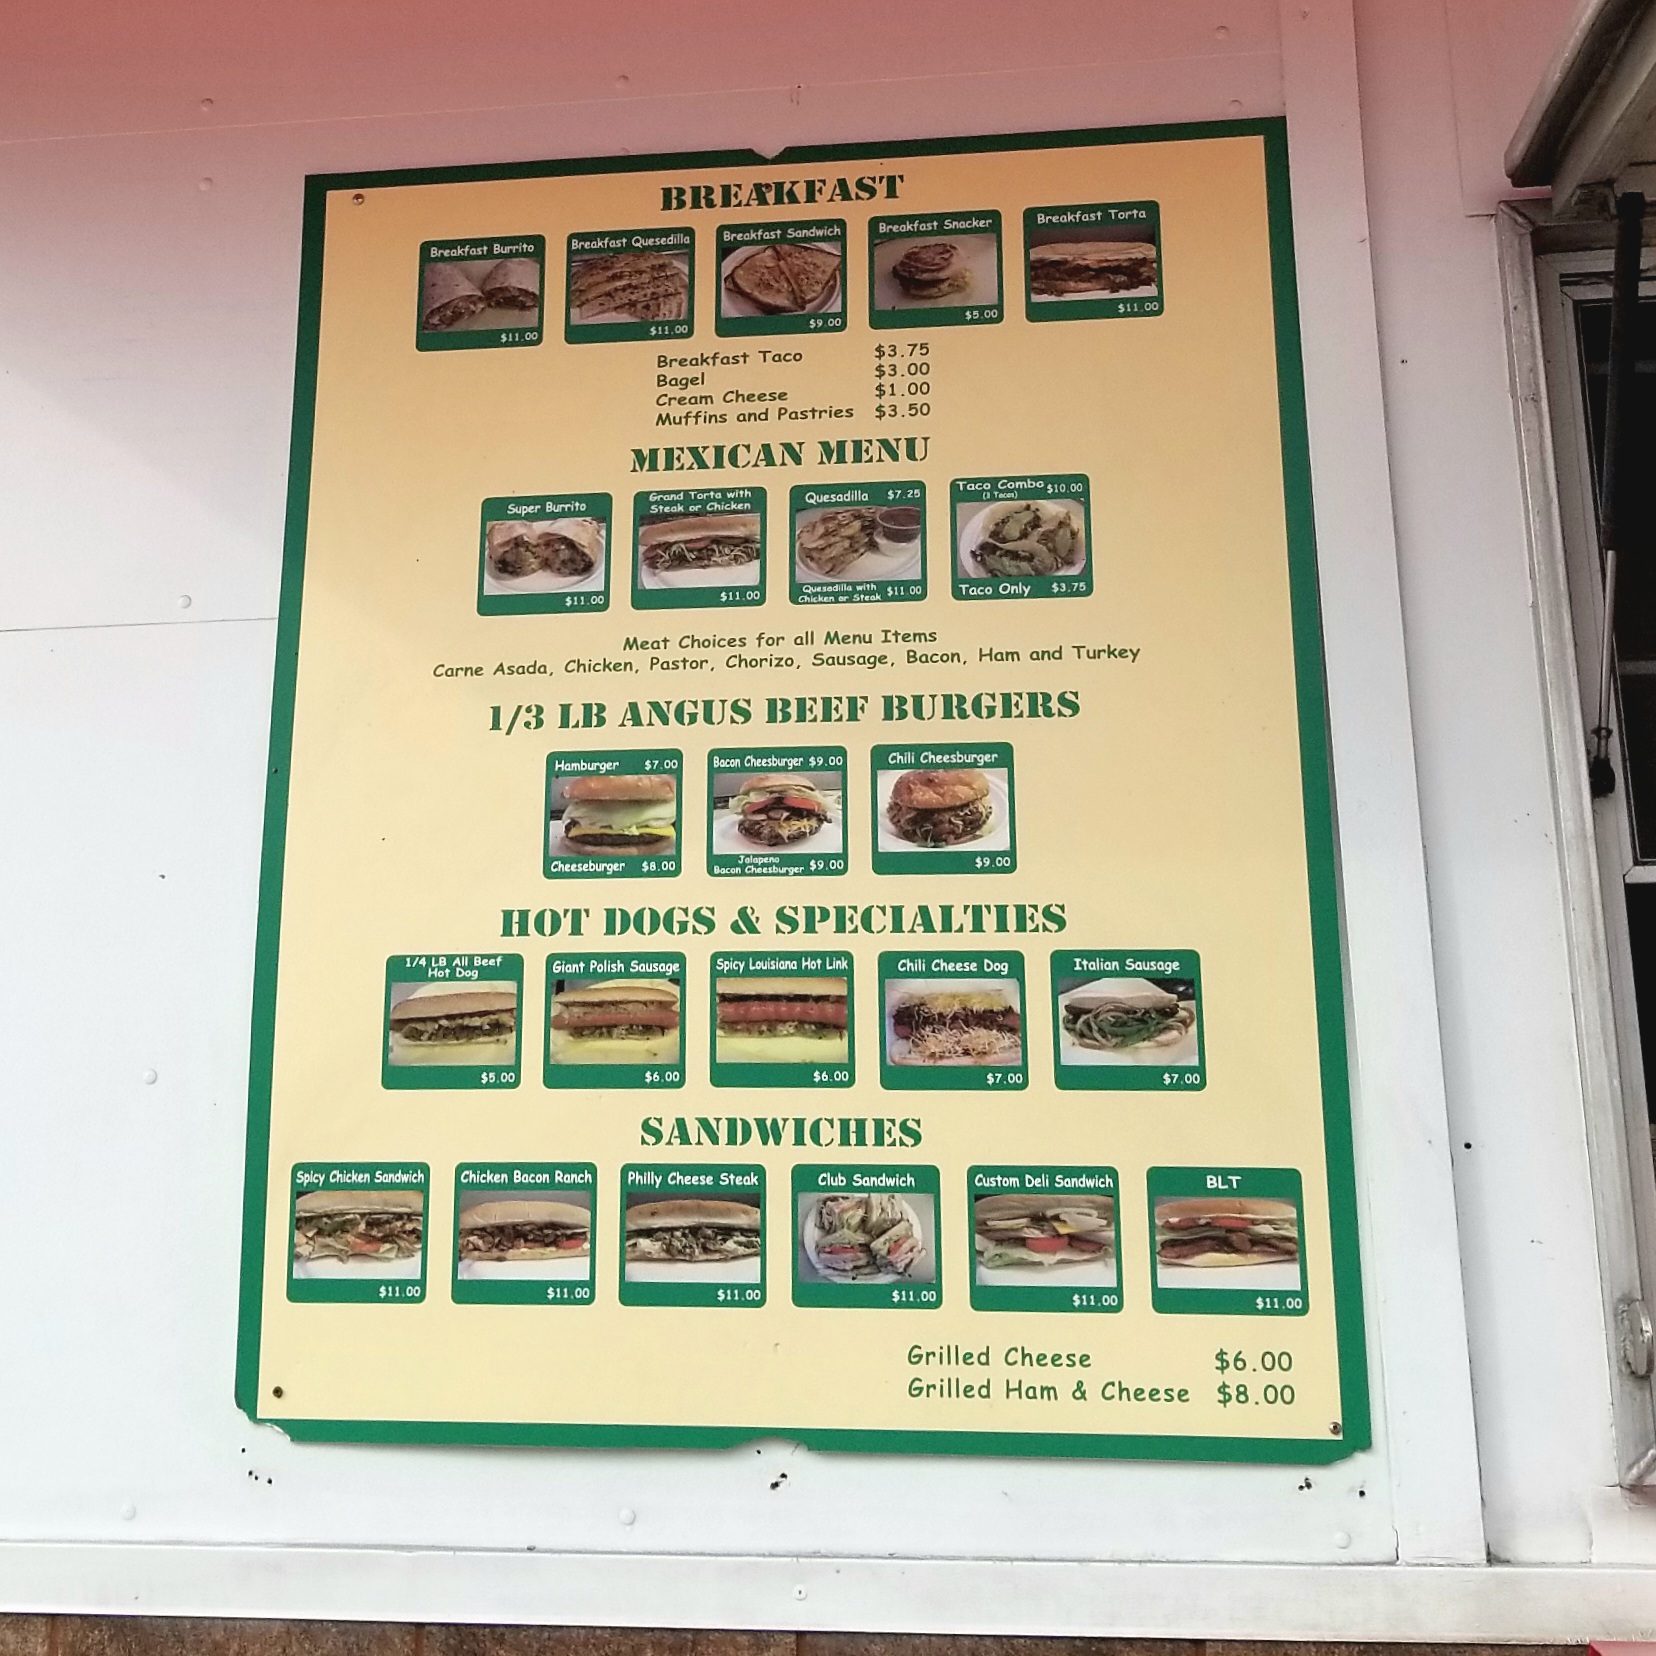 BREAKFAST
Breakfast Burrito
$11.00
Breakfast Quesedilla
$11.00
Breakfast Sandwich
$9.00
Breakfast Snacker
$5.00
Breakfast Torta
$11.00
Breakfast Taco $3.75
Bagel $3.00
Cream Cheese $1.00
Muffins and Pastries $3.50
MEXICAN MENU
Super Burrito
$11.00
Grand Torta with
Steak or Chicken
$11.00
Quesadilla $7.25
Quesadilla with
Chicken or Steak $11.00
Taco Combo $10.00
(3 Tacos)
Taco Only $3.75
Meat Choices for all Menu Items
Carne Asada, Chicken, Pastor, Chorizo, Sausage, Bacon, Ham and Turkey
1/3 LB ANGUS BEEF BURGERS
Hamburger $7.00
Cheeseburger $8.00
Bacon Cheesburger $9.00
Jalapeno
Bacon Cheesburger $9.00
Chili Cheesburger
$9.00
HOT DOGS & SPECIALTIES
1/4 LB All Beef
Hot Dog
$5.00
Giant Polish Sausage
$6.00
Spicy Louisiana Hot Link
$6.00
Chili Cheese Dog
$7.00
Italian Sausage
$7.00
SANDWICHES
Spicy Chicken Sandwich
$11.00
Chicken Bacon Ranch
$11.00
Philly Cheese Steak
$11.00
Club Sandwich
$11.00
Custom Deli Sandwich
$11.00
BLT
$11.00
Grilled Cheese $6.00
Grilled Ham & Cheese $8.00